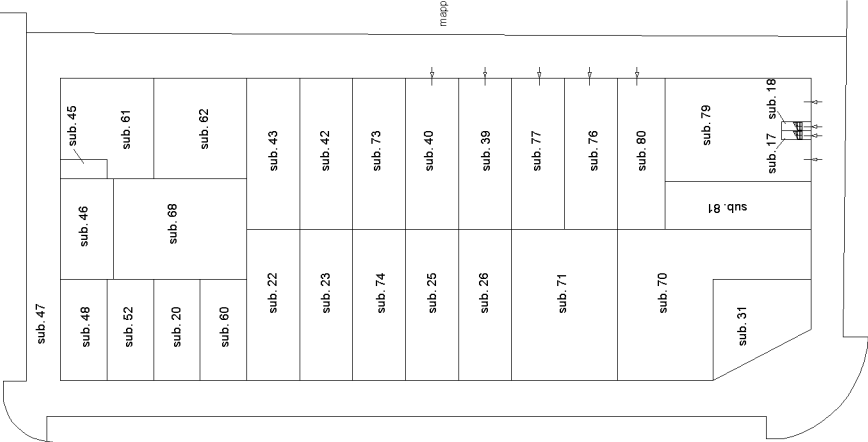 mapp
sub. 45
sub. 61
sub. 62
sub. 43
sub. 42
sub. 73
sub. 40
sub. 39
sub. 77
sub. 76
sub. 80
sub. 79
sub. 18
sub. 17
sub. 81
sub. 46
sub. 68
sub. 47
sub. 48
sub. 52
sub. 20
sub. 60
sub. 22
sub. 23
sub. 74
sub. 25
sub. 26
sub. 71
sub. 70
sub. 31